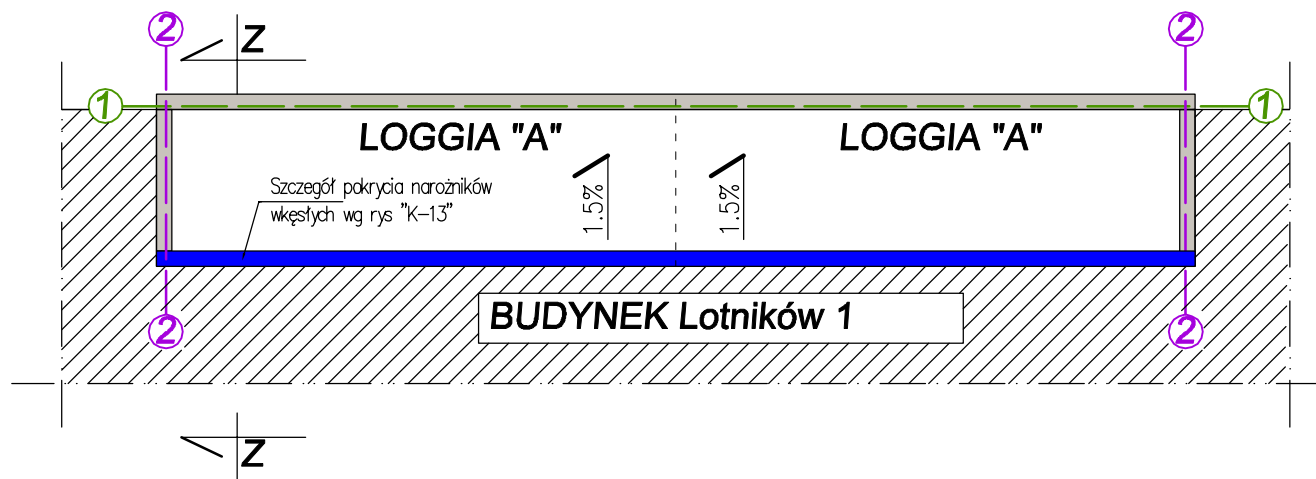 2
Z
2
1
1
LOGGIA "A"
LOGGIA "A"
Szczegół pokrycia narożników
wkęsłych wg rys "K-13"
1.5%
1.5%
BUDYNEK Lotników 1
2
2
Z